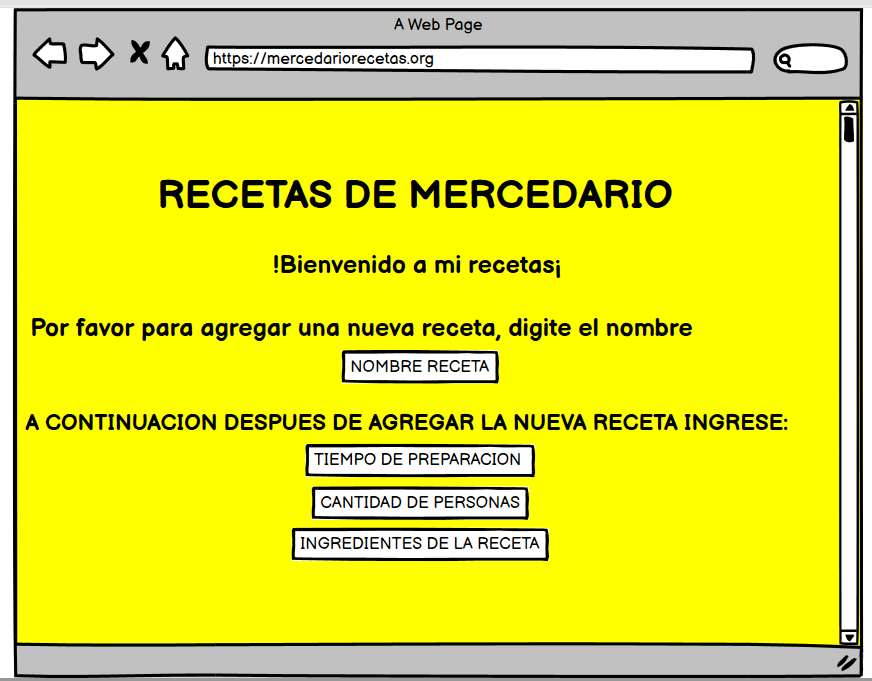 A Web Page
https://mercedariorecetas.org
RECETAS DE MERCEDARIO
!Bienvenido a mi recetas¡
Por favor para agregar una nueva receta, digite el nombre
NOMBRE RECETA
A CONTINUACION DESPUES DE AGREGAR LA NUEVA RECETA INGRESE:
TIEMPO DE PREPARACION
CANTIDAD DE PERSONAS
INGREDIENTES DE LA RECETA